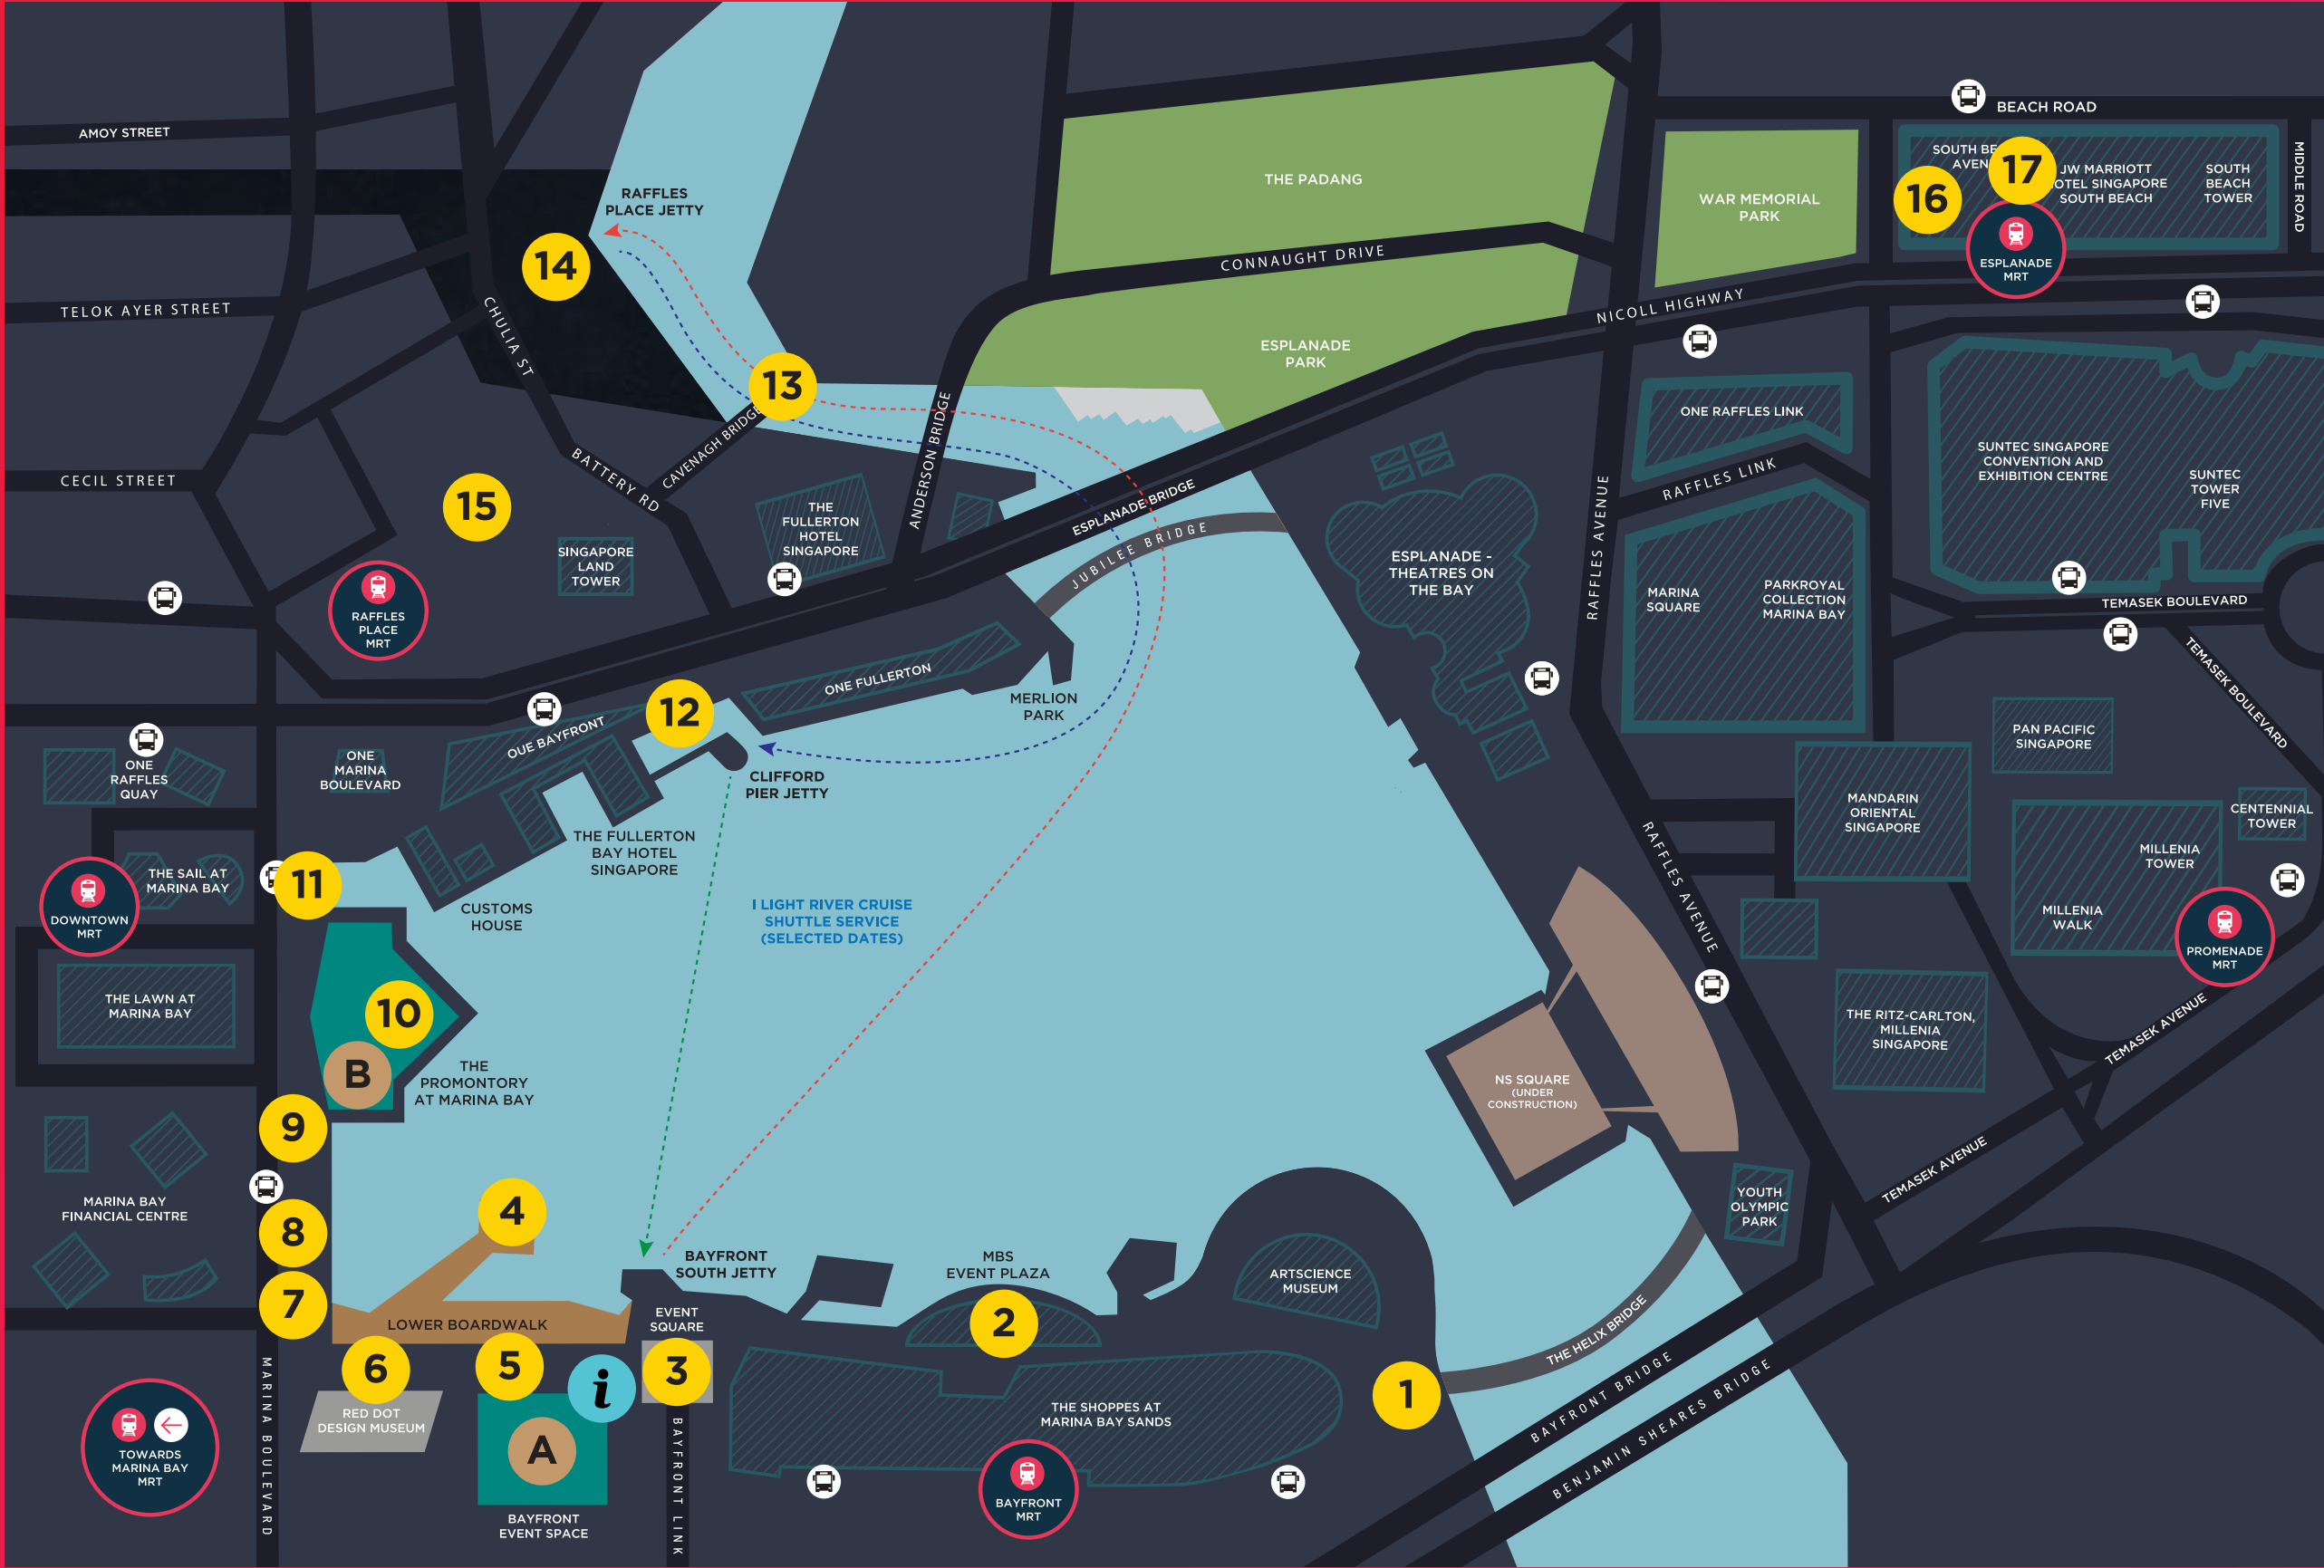 AMOY STREET
TELOK AYER STREET
CECIL STREET
CHULIA ST
BATTERY RD
CAVENAGH BRIDGE
ANDERSON BRIDGE
RAFFLES
PLACE JETTY
14
13
15
SINGAPORE
LAND
TOWER
THE
FULLERTON
HOTEL
SINGAPORE
RAFFLES
PLACE
MRT
THE PADANG
CONNAUGHT DRIVE
ESPLANADE
PARK
WAR MEMORIAL
PARK
NICOLL HIGHWAY
BEACH ROAD
MIDDLE ROAD
16
17
JW MARRIOTT
SINGAPORE
SOUTH BEACH
SOUTH
BEACH
TOWER
ESPLANADE
MRT
ONE RAFFLES LINK
RAFFLES LINK
SUNTEC SINGAPORE
CONVENTION AND
EXHIBITION CENTRE
SUNTEC
TOWER
FIVE
ESPLANADE BRIDGE
JUBILEE BRIDGE
ESPLANADE -
THEATRES ON
THE BAY
RAFFLES AVENUE
MARINA
SQUARE
PARKROYAL
COLLECTION
MARINA BAY
TEMASEK BOULEVARD
TEMASEK BOULEVARD
12
ONE FULLERTON
MERLION
PARK
OUE BAYFRONT
CLIFFORD
PIER JETTY
ONE
MARINA
BOULEVARD
ONE
RAFFLES
QUAY
THE FULLERTON
BAY HOTEL
SINGAPORE
CUSTOMS
HOUSE
I LIGHT RIVER CRUISE
SHUTTLE SERVICE
(SELECTED DATES)
11
THE SAIL AT
MARINA BAY
DOWNTOWN
MRT
THE LAWN AT
MARINA BAY
10
B
THE
PROMONTORY
AT MARINA BAY
9
8
7
MARINA BAY
FINANCIAL CENTRE
PAN PACIFIC
SINGAPORE
MANDARIN
ORIENTAL
SINGAPORE
CENTENNIAL
TOWER
MILLENIA
TOWER
MILLENIA
WALK
PROMENADE
MRT
RAFFLES AVENUE
THE RITZ-CARLTON,
MILLENIA
SINGAPORE
TEMASEK AVENUE
TEMASEK AVENUE
NS SQUARE
(UNDER
CONSTRUCTION)
YOUTH
OLYMPIC
PARK
4
LOWER BOARDWALK
BAYFRONT
SOUTH JETTY
EVENT
SQUARE
MBS
EVENT PLAZA
2
ARTSCIENCE
MUSEUM
THE HELIX BRIDGE
BAYFRONT BRIDGE
BENJAMIN SHEARES BRIDGE
6
5
i
3
1
RED DOT
DESIGN MUSEUM
A
BAYFRONT
EVENT SPACE
BAYFRONT LINK
MARINA BOULEVARD
TOWARDS
MARINA BAY
MRT
THE SHOPPES AT
MARINA BAY SANDS
BAYFRONT
MRT